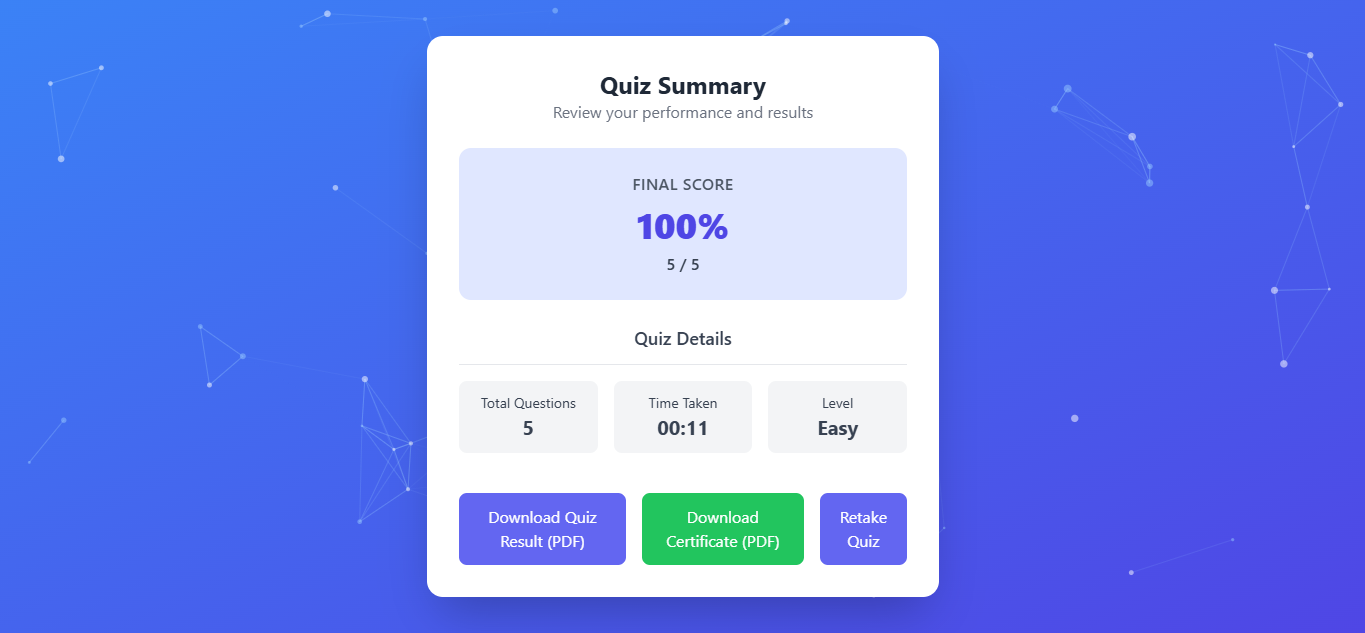 Quiz Summary
Review your performance and results
FINAL SCORE
100%
5 / 5
Quiz Details
Total Questions
5
Time Taken
00:11
Level
Easy
Download Quiz
Result (PDF)
Download
Certificate (PDF)
Retake
Quiz